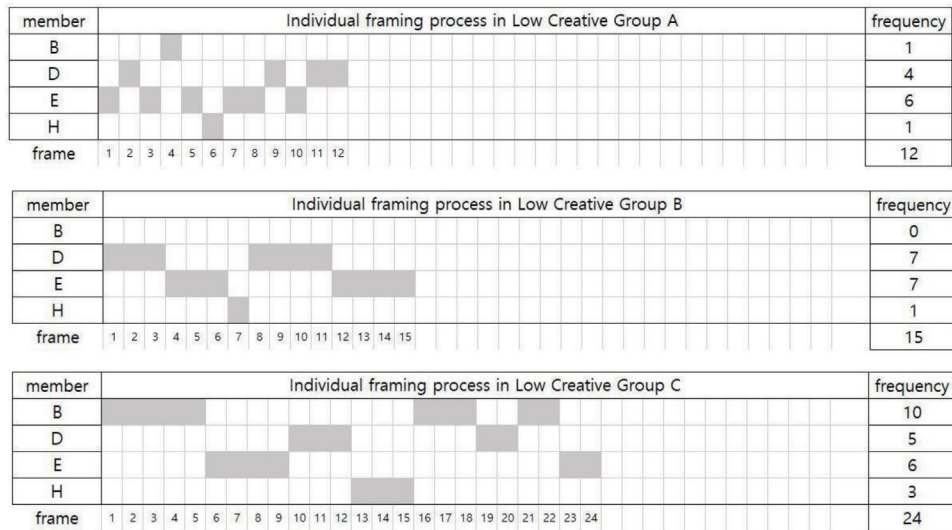 member Individual framing process in Low Creative Group A frequency
B 1
D 4
E 6
H 1
frame 1 2 3 4 5 6 7 8 9 10 11 12 12
member Individual framing process in Low Creative Group B frequency
B 0
D 7
E 7
H 1
frame 1 2 3 4 5 6 7 8 9 10 11 12 13 14 15 15
member Individual framing process in Low Creative Group C frequency
B 10
D 5
E 6
H 3
frame 1 2 3 4 5 6 7 8 9 10 11 12 13 14 15 16 17 18 19 20 21 22 23 24 24